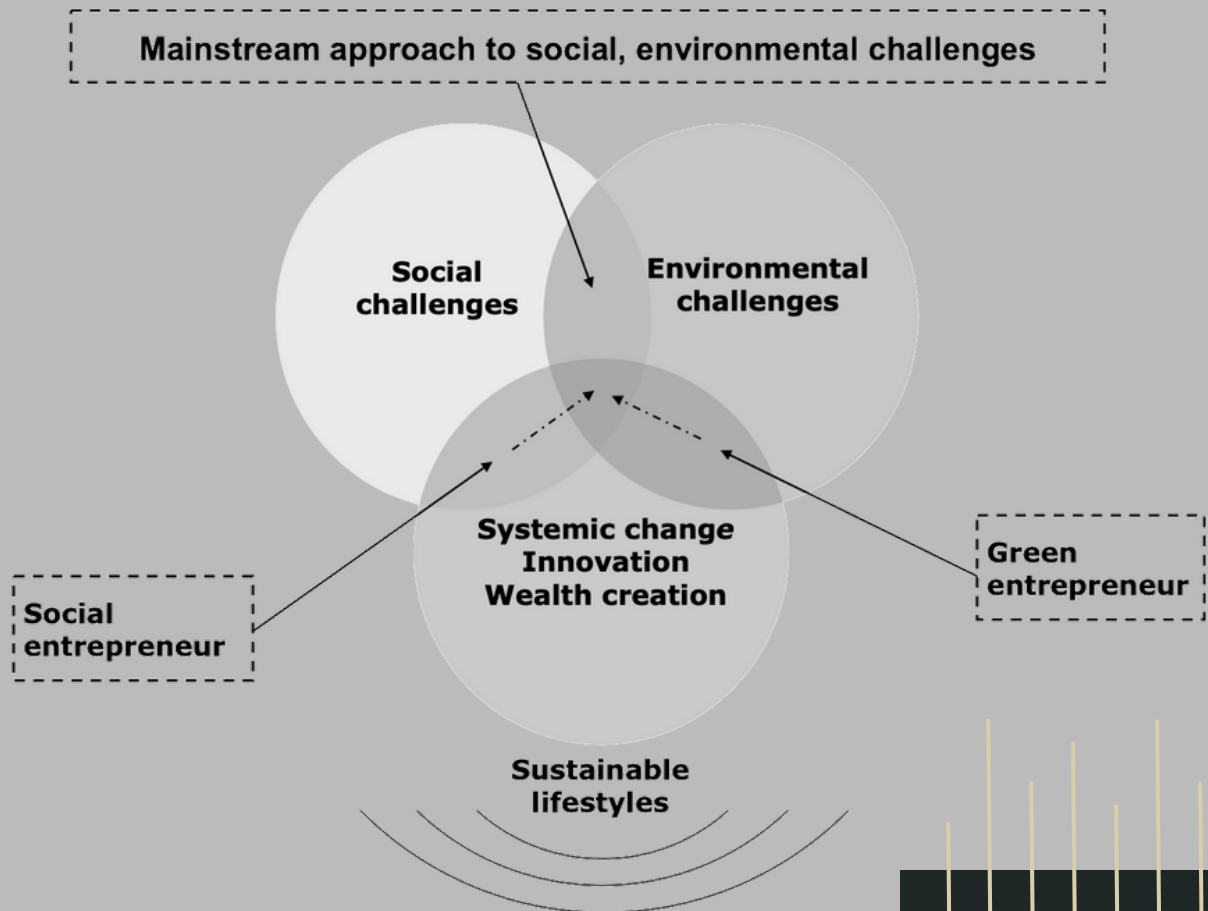 Mainstream approach to social, environmental challenges
Social
challenges
Environmental
challenges
Systemic change
Innovation
Wealth creation
Green
entrepreneur
Social
entrepreneur
Sustainable
lifestyles